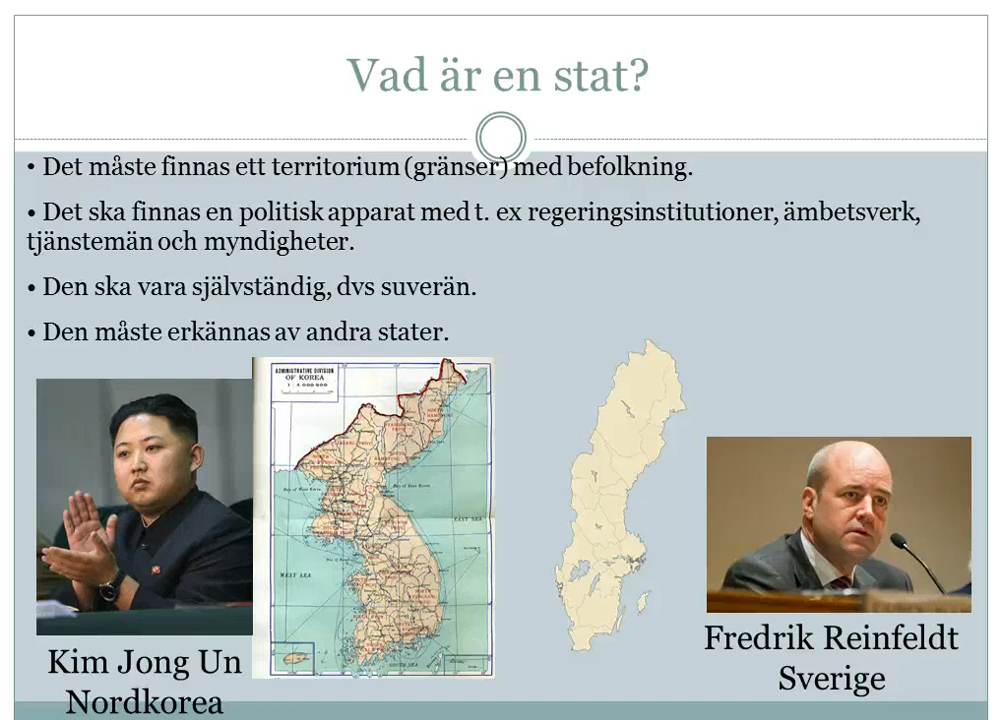 Vad är en stat?
• Det måste finnas ett territorium (gränser) med befolkning.
• Det ska finnas en politisk apparat med t. ex regeringsinstitutioner, ämbetsverk,
tjänstemän och myndigheter.
• Den ska vara självständig, dvs suverän.
• Den måste erkännas av andra stater.
ADMINISTRATIVE DIVISION
OF KOREA
EAST SEA
WEST SEA
SOUTH SEA
Kim Jong Un
Nordkorea
Fredrik Reinfeldt
Sverige